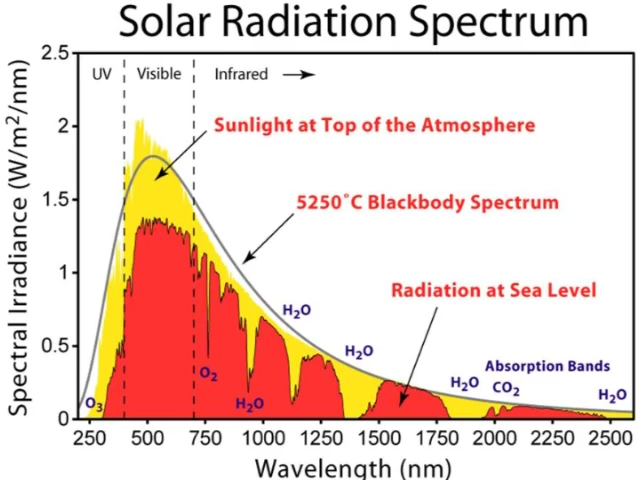 Solar Radiation Spectrum
Spectral Irradiance (W/m²/nm)
2.5
2
1.5
1
0.5
0
UV
Visible
Infrared
Sunlight at Top of the Atmosphere
5250°C Blackbody Spectrum
Radiation at Sea Level
H₂O
H₂O
Absorption Bands
H₂O
CO₂
H₂O
O₂
O₃
H₂O
250 500 750 1000 1250 1500 1750 2000 2250 2500
Wavelength (nm)